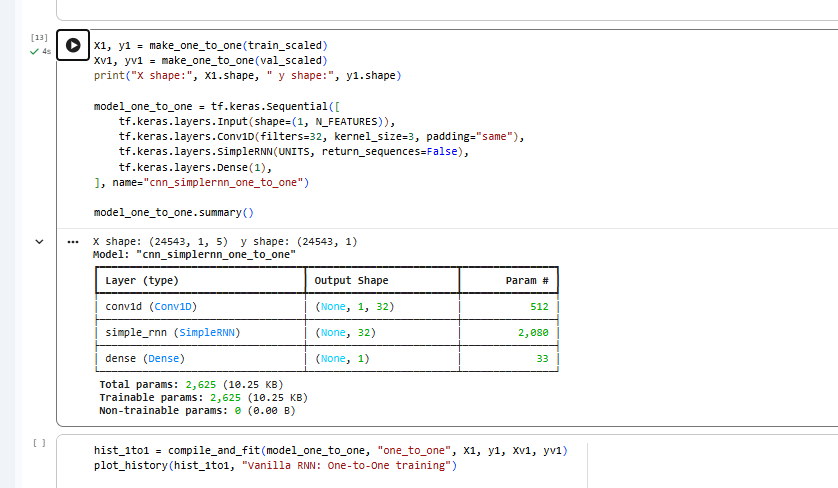 [13]
4s
X1, y1 = make_one_to_one(train_scaled)
Xv1, yv1 = make_one_to_one(val_scaled)
print("X shape:", X1.shape, " y shape:", y1.shape)
model_one_to_one = tf.keras.Sequential([
tf.keras.layers.Input(shape=(1, N_FEATURES)),
tf.keras.layers.Conv1D(filters=32, kernel_size=3, padding="same"),
tf.keras.layers.SimpleRNN(UNITS, return_sequences=False),
tf.keras.layers.Dense(1),
], name="cnn_simplernn_one_to_one")
model_one_to_one.summary()
X shape: (24543, 1, 5)  y shape: (24543, 1)
Model: "cnn_simplernn_one_to_one"
Layer (type) Output Shape Param #
conv1d (Conv1D) (None, 1, 32) 512
simple_rnn (SimpleRNN) (None, 32) 2,080
dense (Dense) (None, 1) 33
Total params: 2,625 (10.25 KB)
Trainable params: 2,625 (10.25 KB)
Non-trainable params: 0 (0.00 B)
[ ]
hist_1to1 = compile_and_fit(model_one_to_one, "one_to_one", X1, y1, Xv1, yv1)
plot_history(hist_1to1, "Vanilla RNN: One-to-One training")